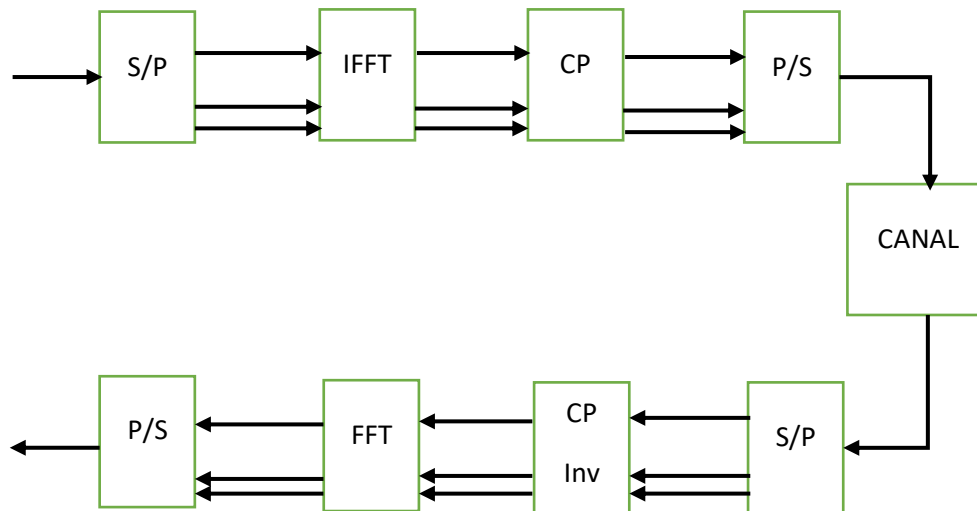 S/P
IFFT
CP
P/S
CANAL
P/S
FFT
CP
Inv
S/P